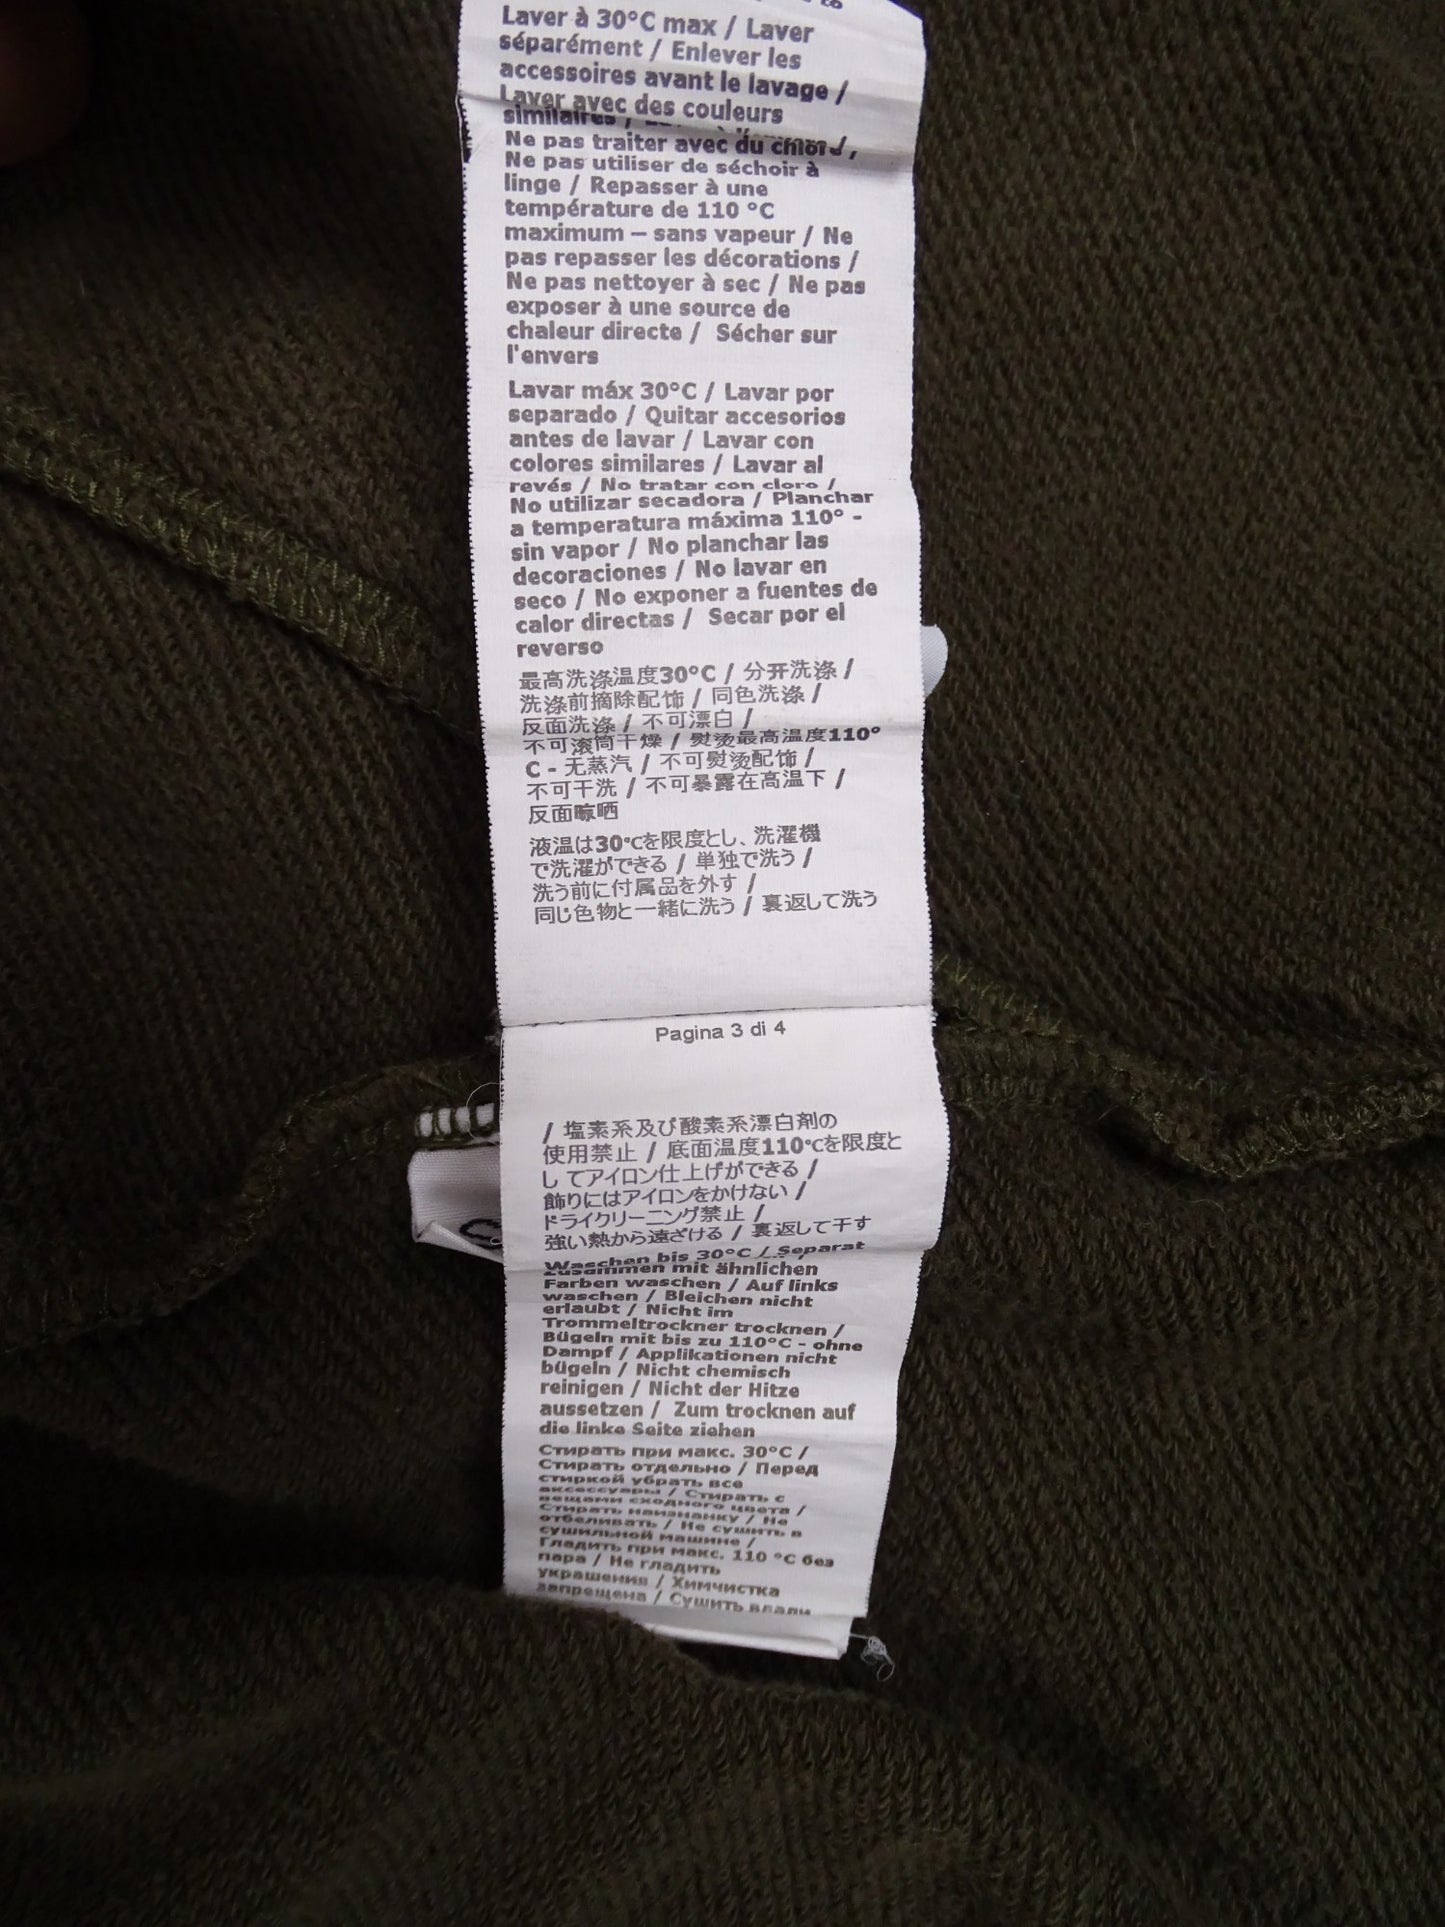 Laver à 30°C max / Laver
séparément / Enlever les
accessoires avant le lavage /
Laver avec des couleurs
similaires /
Ne pas traiter avec du
Ne pas utiliser de séchoir à
linge / Repasser à une
température de 110 °C
maximum – sans vapeur / Ne
pas repasser les décorations /
Ne pas nettoyer à sec / Ne pas
exposer à une source de
chaleur directe / Sécher sur
l'envers
Lavar máx 30°C / Lavar por
separado / Quitar accesorios
antes de lavar / Lavar con
colores similares / Lavar al
revés / No tratar con cloro /
No utilizar secadora / Planchar
a temperatura máxima 110° -
sin vapor / No planchar las
decoraciones / No lavar en
seco / No exponer a fuentes de
calor directas / Secar por el
reverso
最高洗涤温度30°C / 分开洗涤 /
洗涤前摘除配饰 / 同色洗涤 /
反面洗涤 / 不可漂白 /
不可滚筒干燥 / 熨烫最高温度110°
C - 无蒸汽 / 不可熨烫配饰 /
不可干洗 / 不可暴露在高温下 /
反面晾晒
液温は30℃を限度とし、洗濯機
で洗濯ができる / 単独で洗う /
洗う前に付属品を外す /
同じ色物と一緒に洗う / 裏返して洗う
Pagina 3 di 4
/ 塩素系及び酸素系漂白剤の
使用禁止 / 底面温度110℃を限度と
し てアイロン仕上げができる /
飾りにはアイロンをかけない /
ドライクリーニング禁止 /
強い熱から遠ざける / 裏返して干す
Waschen bis 30°C / Separat
Zusammen mit ähnlichen
Farben waschen / Auf links
waschen / Bleichen nicht
erlaubt / Nicht im
Trommeltrockner trocknen /
Bügeln mit bis zu 110°C - ohne
Dampf / Applikationen nicht
bügeln / Nicht chemisch
reinigen / Nicht der Hitze
aussetzen / Zum trocknen auf
die linke Seite ziehen
Стирать при макс. 30°C /
Стирать отдельно / Перед
стиркой убрать все
аксессуары / Стирать с
вещами сходного цвета /
Стирать наизнанку / Не
отбеливать / Не сушить в
сушильной машине /
Гладить при макс. 110 °C без
пара / Не гладить
украшения / Химчистка
запрещена / Сушить вдали